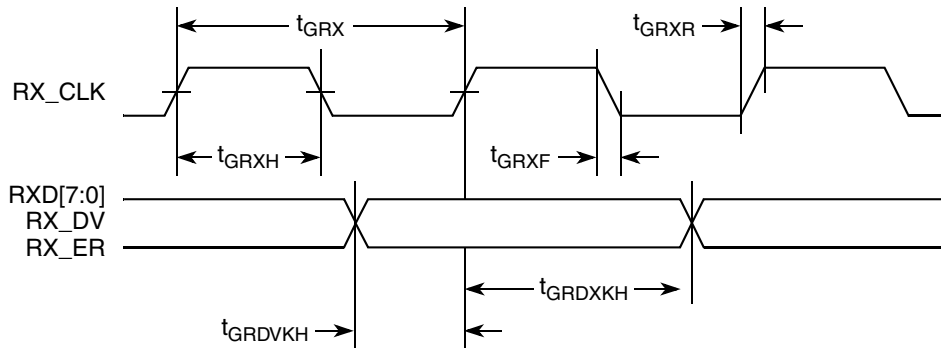 tGRX
tGRXR
RX_CLK
tGRXH
tGRXF
RXD[7:0]
RX_DV
RX_ER
tGRDXKH
tGRDVKH